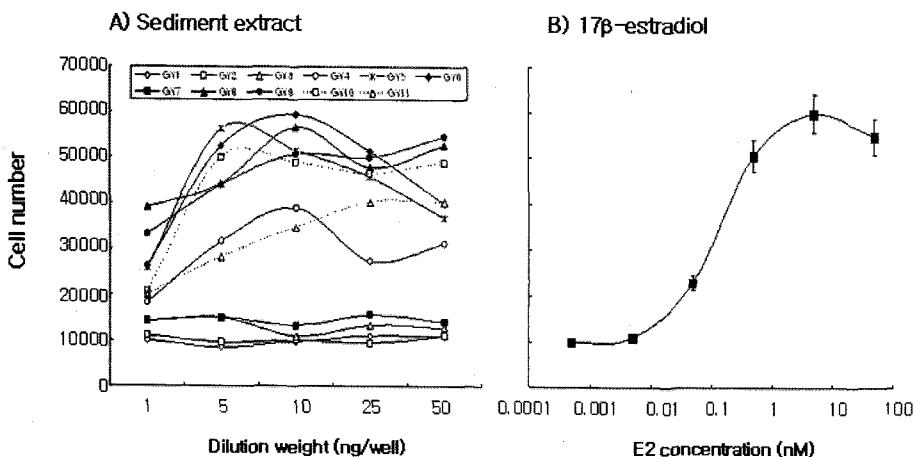 A) Sediment extract
B) 17β-estradiol
70000
60000
50000
40000
30000
20000
10000
0
Cell number
GY1 GY2 GY3 GY4 GY5 GY6
GY7 GY8 GY9 GY10 GY11
1 5 10 25 50
Dilution weight (ng/well)
0.0001 0.001 0.01 0.1 1 10 100
E2 concentration (nM)